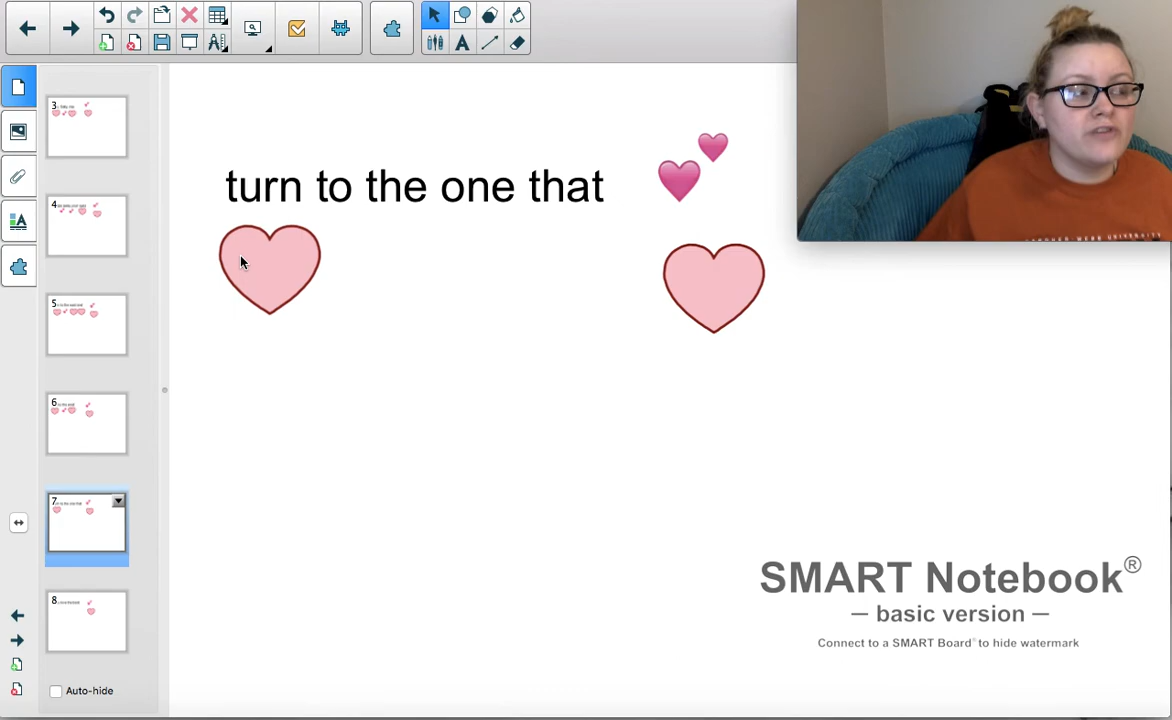 turn to the one that
3
4
5
6
7
8
SMART Notebook®
— basic version —
Connect to a SMART Board® to hide watermark
Auto-hide